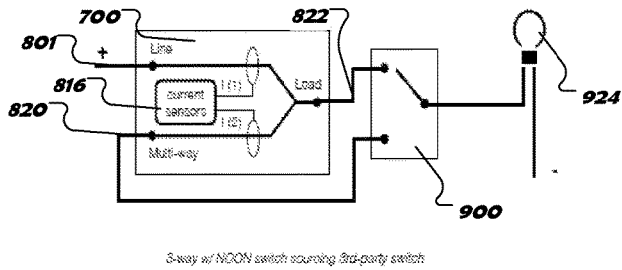 700
822
801
+
Line
924
816
Load
I (1)
current
sensors
820
I (2)
Multi-way
900
3-way w/ NOON switch sourcing 3rd-party switch